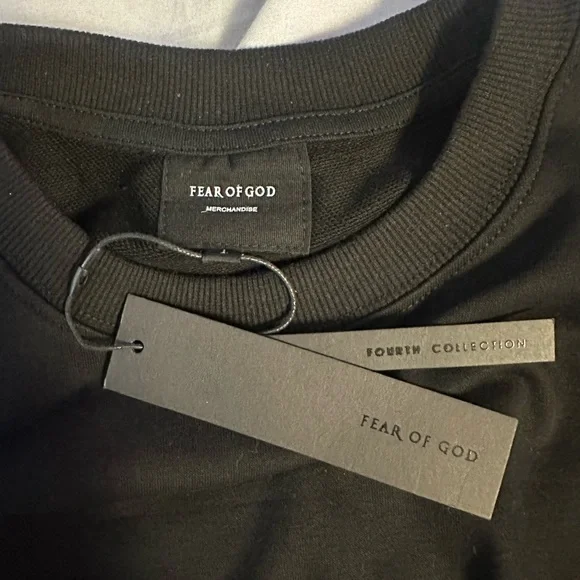 FEAR OF GOD
_MERCHANDISE
FOURTH COLLECTION
FEAR OF GOD